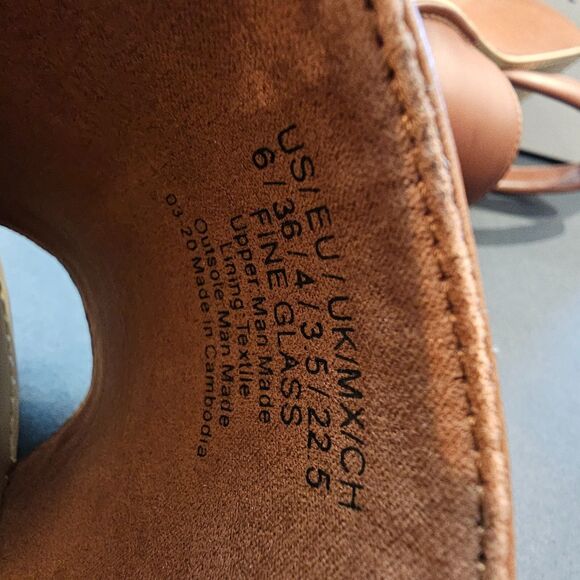 US/EU/UK/MX/CH
6/36/4/3 5/22 5
FINE GLASS
Upper Man Made
Lining Textile
Outsole Man Made
03 20 Made in Cambodia